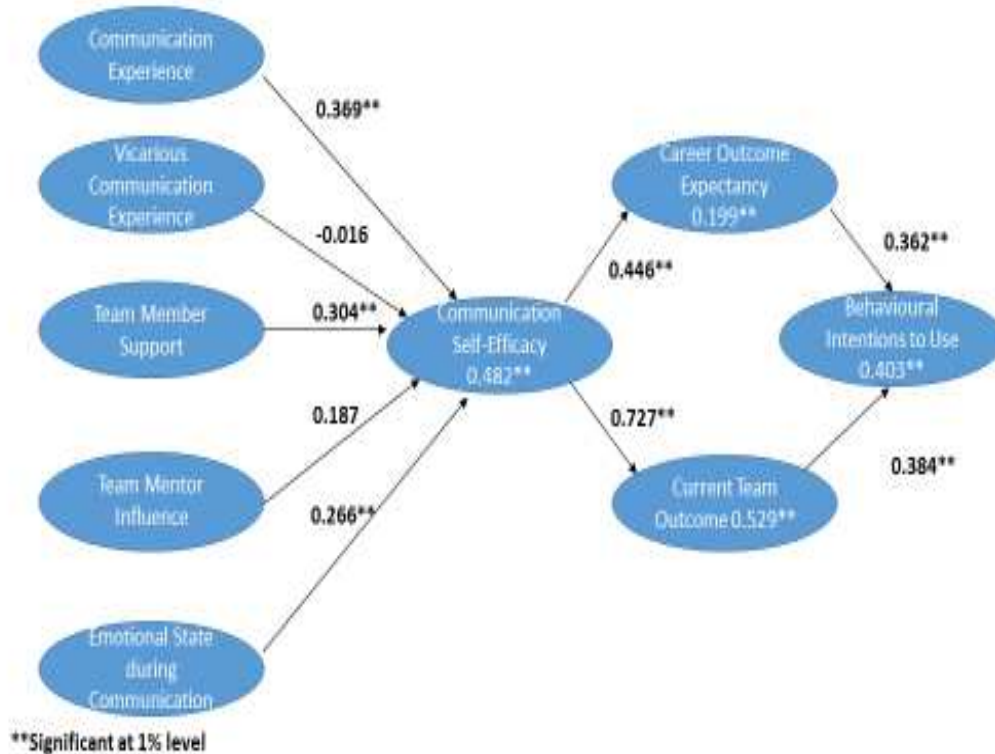 Communication
Experience
0.369**
Vicarious
Communication
Experience
-0.016
Team Member
Support
0.304**
Team Mentor
Influence
0.187
Emotional State
during
Communication
0.266**
Communication
Self-Efficacy
0.482**
0.446**
0.727**
Career Outcome
Expectancy
0.199**
Current Team
Outcome 0.529**
0.362**
0.384**
Behavioural
Intentions to Use
0.403**
**Significant at 1% level